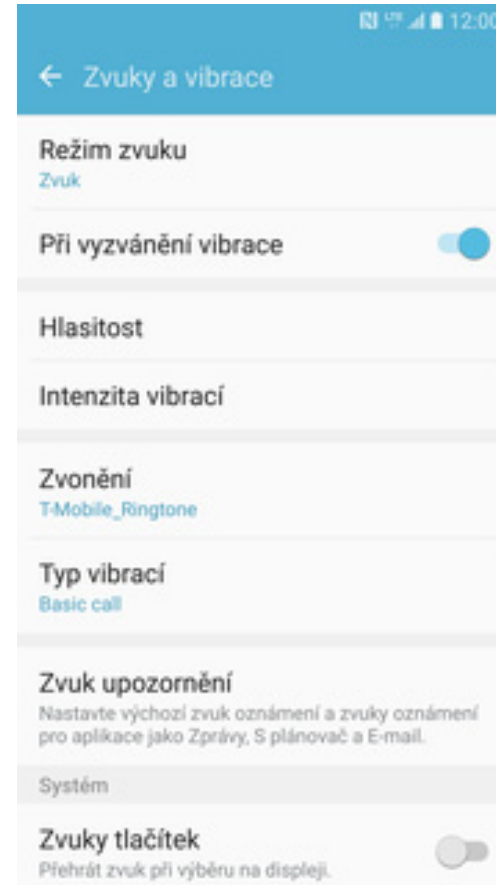 LTE 12:00
Zvuky a vibrace
Režim zvuku
Zvuk
Při vyzvánění vibrace
Hlasitost
Intenzita vibrací
Zvonění
T-Mobile_Ringtone
Typ vibrací
Basic call
Zvuk upozornění
Nastavte výchozí zvuk oznámení a zvuky oznámení
pro aplikace jako Zprávy, S plánovač a E-mail.
Systém
Zvuky tlačítek
Přehrát zvuk při výběru na displeji.